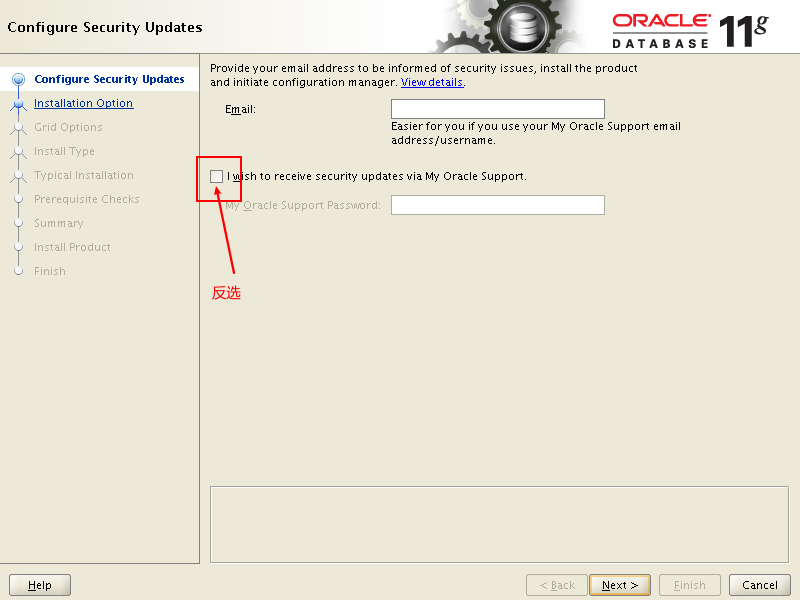 Configure Security Updates
ORACLE
DATABASE
11g
Configure Security Updates
Installation Option
Grid Options
Install Type
Typical Installation
Prerequisite Checks
Summary
Install Product
Finish
Provide your email address to be informed of security issues, install the product
and initiate configuration manager. View details.
Email:
Easier for you if you use your My Oracle Support email
address/username.
I wish to receive security updates via My Oracle Support.
My Oracle Support Password:
反选
Help
< Back
Next >
Finish
Cancel